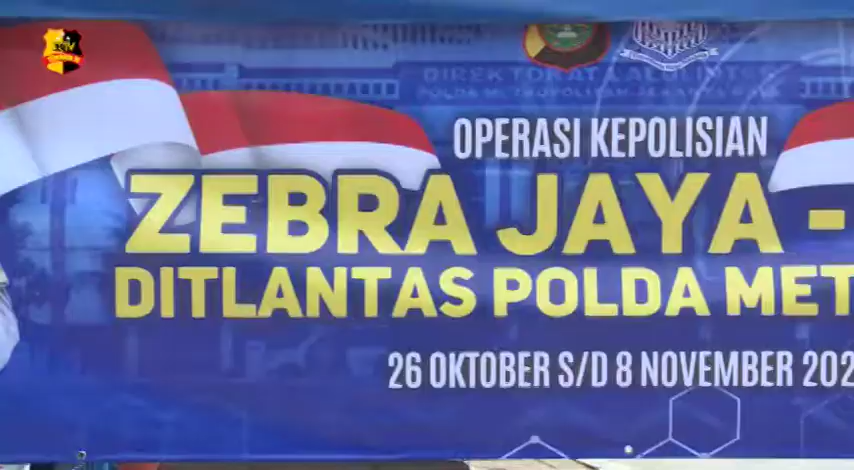 DIREKTORAT LALU LINTAS
OPERASI KEPOLISIAN
ZEBRA JAYA -
DITLANTAS POLDA MET
26 OKTOBER S/D 8 NOVEMBER 202